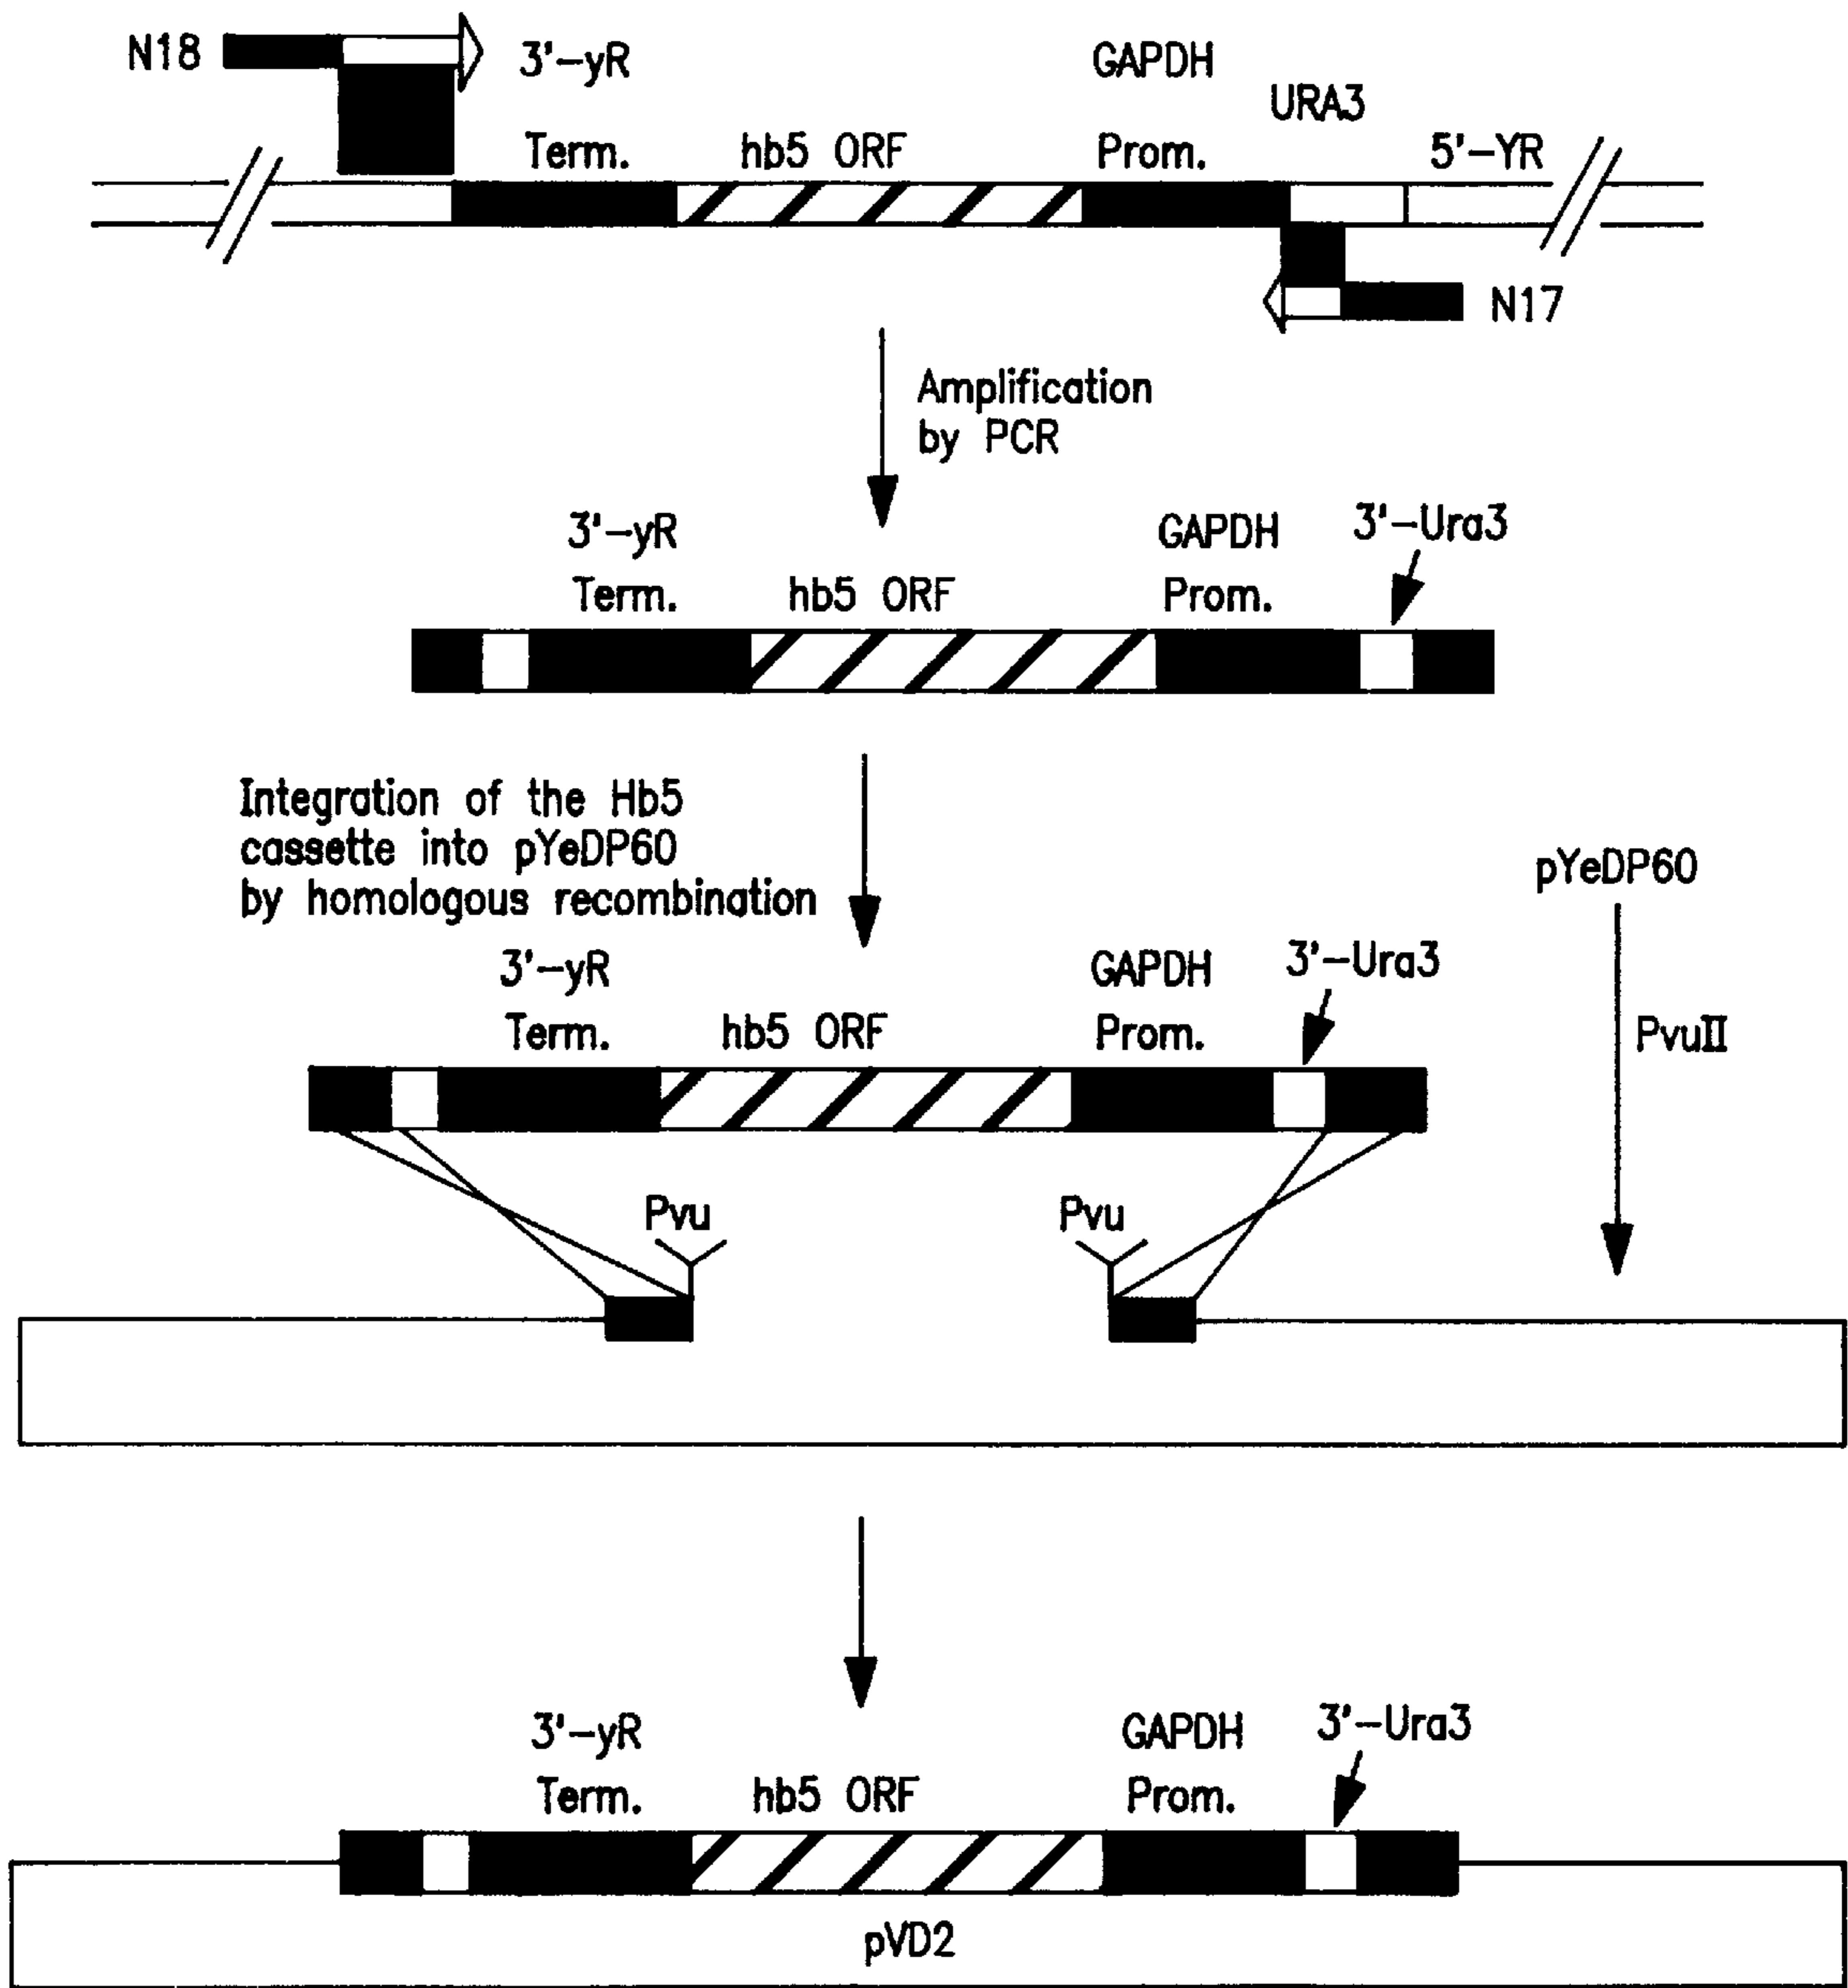 N18
3'-yR
GAPDH
URA3
Term.
hb5 ORF
Prom.
5'-YR
N17
Amplification
by PCR
3'-yR
GAPDH
3'-Ura3
Term.
hb5 ORF
Prom.
Integration of the Hb5
cassette into pYeDP60
by homologous recombination
pYeDP60
3'-yR
GAPDH
3'-Ura3
Term.
hb5 ORF
Prom.
PvuII
Pvu
Pvu
3'-yR
GAPDH
3'-Ura3
Term.
hb5 ORF
Prom.
pVD2